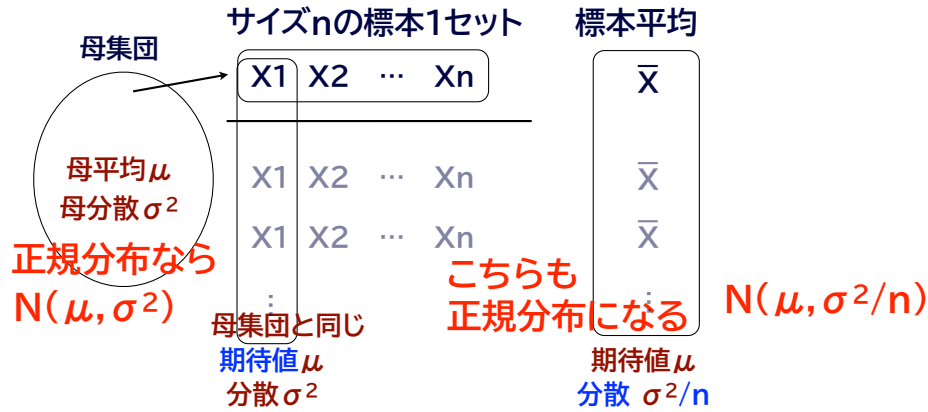 サイズnの標本1セット
標本平均
母集団
X1 X2 … Xn
X̄
母平均μ
母分散σ²
X1 X2 … Xn
X̄
X1 X2 … Xn
X̄
正規分布なら
N(μ,σ²)
⋮
こちらも
正規分布になる
⋮
N(μ,σ²/n)
母集団と同じ
期待値μ
分散σ²
期待値μ
分散 σ²/n